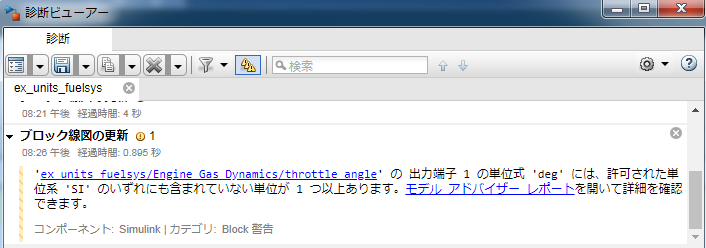 診断ビューアー
診断
検索
ex_units_fuelsys
08:21 午後 経過時間: 4 秒
ブロック線図の更新 1
08:26 午後 経過時間: 0.895 秒
'ex_units_fuelsys/Engine Gas Dynamics/throttle angle' の 出力端子 1 の単位式 'deg' には、許可された単
位系 'SI' のいずれにも含まれていない単位が 1 つ以上あります。モデル アドバイザー レポートを開いて詳細を確認
できます。
コンポーネント: Simulink | カテゴリ: Block 警告